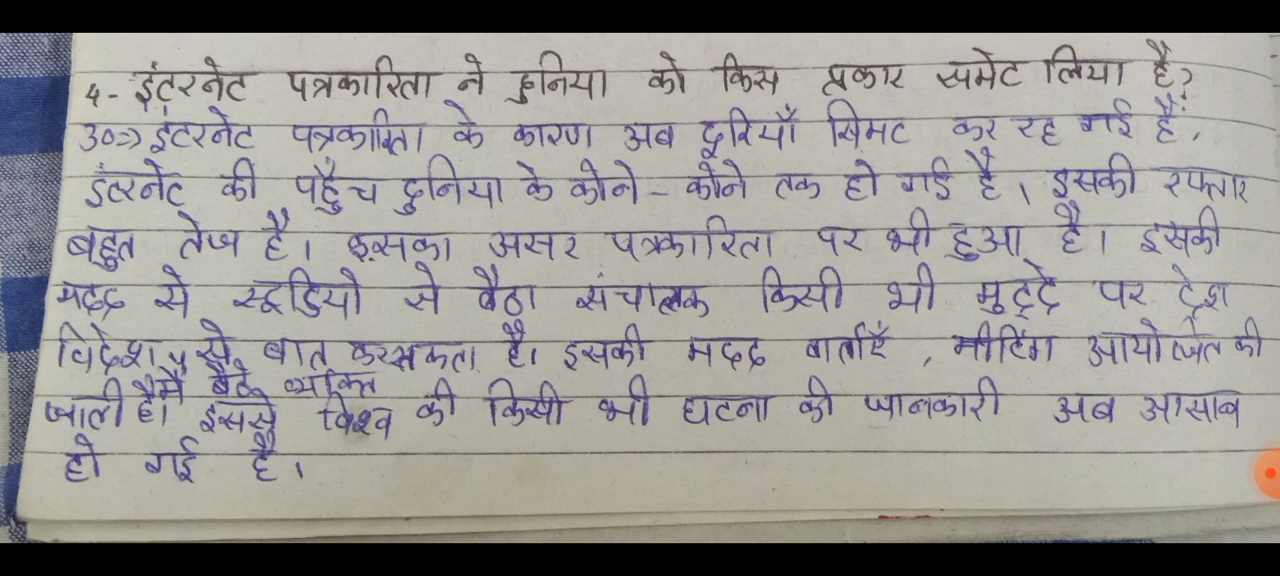 4- इंटरनेट पत्रकारिता ने दुनिया को किस प्रकार समेट लिया है?
उ०=> इंटरनेट पत्रकारिता के कारण अब दूरियाँ सिमट कर रह गई हैं,
इंटरनेट की पहुँच दुनिया के कोने - कोने तक हो गई है। इसकी रफ्तार
बहुत तेज है। इसका असर पत्रकारिता पर भी हुआ है। इसकी
मदद से स्टूडियो से बैठा संचालक किसी भी मुद्दे पर देश
विदेश से बात कर सकता है। इसकी मदद वार्ताएँ , मीटिंग आयोजित की
में बैठे व्यक्ति
जाती है। इससे विश्व की किसी भी घटना की जानकारी अब आसान
हो गई है।